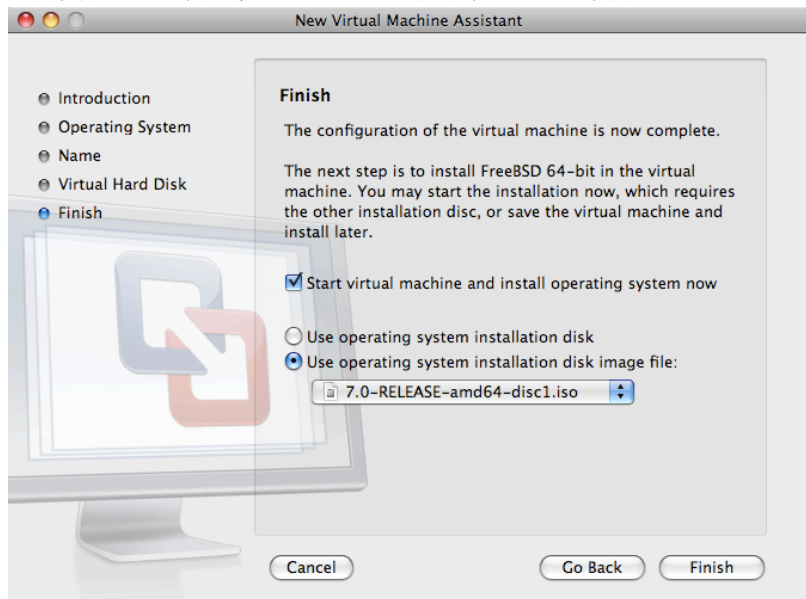 New Virtual Machine Assistant
Introduction
Operating System
Name
Virtual Hard Disk
Finish
Finish
The configuration of the virtual machine is now complete.
The next step is to install FreeBSD 64-bit in the virtual
machine. You may start the installation now, which requires
the other installation disc, or save the virtual machine and
install later.
Start virtual machine and install operating system now
Use operating system installation disk
Use operating system installation disk image file:
7.0-RELEASE-amd64-disc1.iso
Cancel
Go Back
Finish